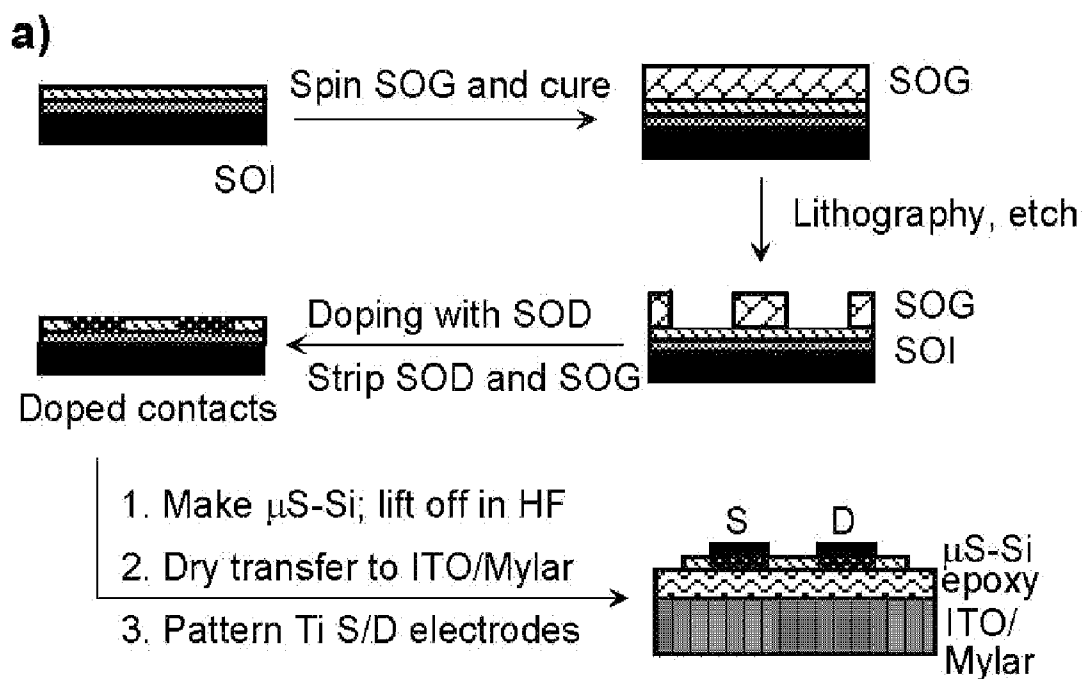 a)
Spin SOG and cure
SOG
SOI
Lithography, etch
Doping with SOD
SOG
Strip SOD and SOG
SOI
Doped contacts
1. Make μS-Si; lift off in HF
2. Dry transfer to ITO/Mylar
3. Pattern Ti S/D electrodes
S D
μS-Si
epoxy
ITO/
Mylar